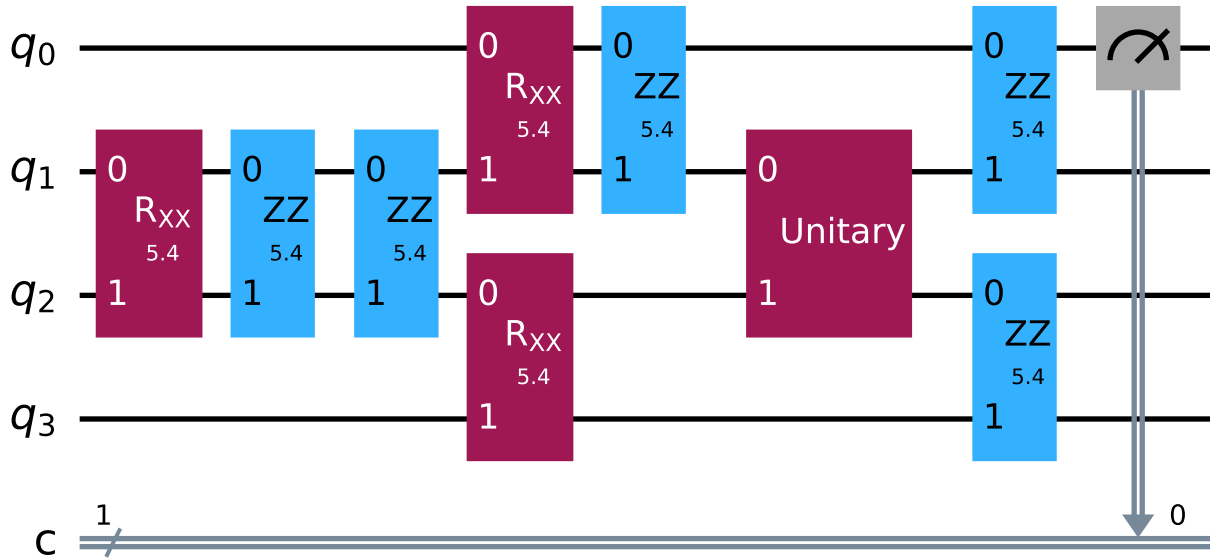 q0 0 RXX 5.4 1 0 ZZ 5.4 1 0 ZZ 5.4 1
q1 0 RXX 5.4 1 0 ZZ 5.4 1 0 ZZ 5.4 1 0 Unitary 1
q2 0 RXX 5.4 1 0 ZZ 5.4 1
q3
c 1 0